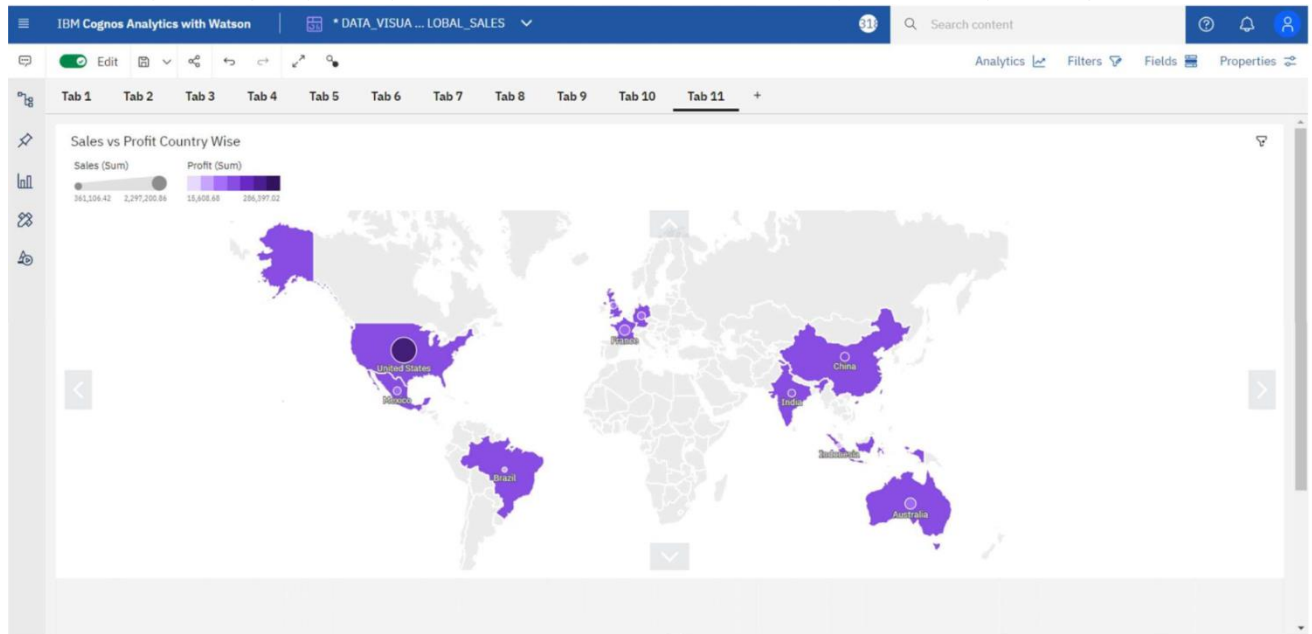 IBM Cognos Analytics with Watson
* DATA_VISUA ... LOBAL_SALES
Search content
Edit
Analytics
Filters
Fields
Properties
Tab 1
Tab 2
Tab 3
Tab 4
Tab 5
Tab 6
Tab 7
Tab 8
Tab 9
Tab 10
Tab 11
+
Sales vs Profit Country Wise
Sales (Sum)
Profit (Sum)
361,106.42
2,297,200.86
18,608.68
286,397.02
France
United States
China
Mexico
India
Indonesia
Brazil
Australia